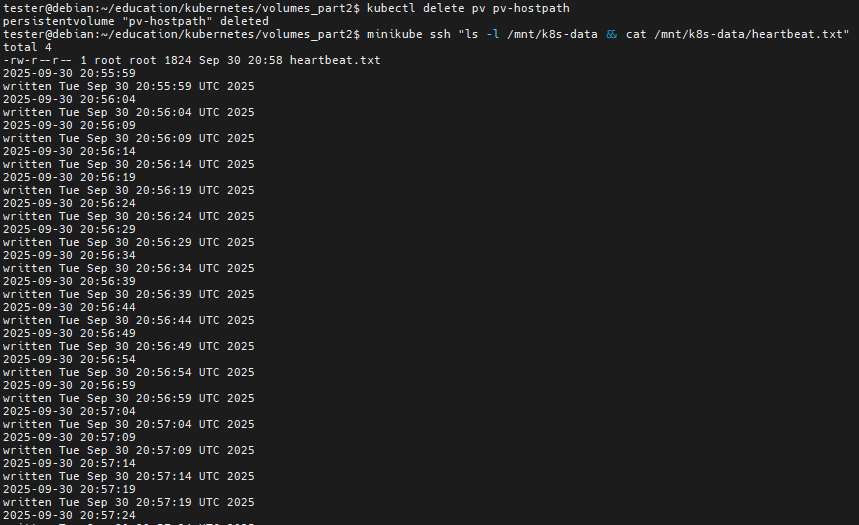 tester@debian:~/education/kubernetes/volumes_part2$ kubectl delete pv pv-hostpath
persistentvolume "pv-hostpath" deleted
tester@debian:~/education/kubernetes/volumes_part2$ minikube ssh "ls -l /mnt/k8s-data && cat /mnt/k8s-data/heartbeat.txt"
total 4
-rw-r--r-- 1 root root 1824 Sep 30 20:58 heartbeat.txt
2025-09-30 20:55:59
written Tue Sep 30 20:55:59 UTC 2025
2025-09-30 20:56:04
written Tue Sep 30 20:56:04 UTC 2025
2025-09-30 20:56:09
written Tue Sep 30 20:56:09 UTC 2025
2025-09-30 20:56:14
written Tue Sep 30 20:56:14 UTC 2025
2025-09-30 20:56:19
written Tue Sep 30 20:56:19 UTC 2025
2025-09-30 20:56:24
written Tue Sep 30 20:56:24 UTC 2025
2025-09-30 20:56:29
written Tue Sep 30 20:56:29 UTC 2025
2025-09-30 20:56:34
written Tue Sep 30 20:56:34 UTC 2025
2025-09-30 20:56:39
written Tue Sep 30 20:56:39 UTC 2025
2025-09-30 20:56:44
written Tue Sep 30 20:56:44 UTC 2025
2025-09-30 20:56:49
written Tue Sep 30 20:56:49 UTC 2025
2025-09-30 20:56:54
written Tue Sep 30 20:56:54 UTC 2025
2025-09-30 20:56:59
written Tue Sep 30 20:56:59 UTC 2025
2025-09-30 20:57:04
written Tue Sep 30 20:57:04 UTC 2025
2025-09-30 20:57:09
written Tue Sep 30 20:57:09 UTC 2025
2025-09-30 20:57:14
written Tue Sep 30 20:57:14 UTC 2025
2025-09-30 20:57:19
written Tue Sep 30 20:57:19 UTC 2025
2025-09-30 20:57:24